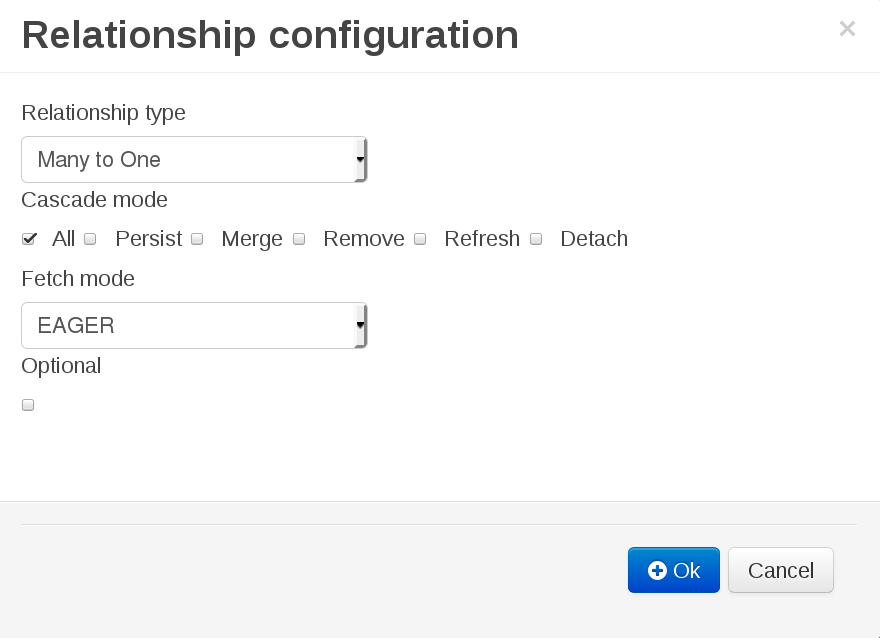 Relationship configuration ×
Relationship type
Many to One
Cascade mode
All Persist Merge Remove Refresh Detach
Fetch mode
EAGER
Optional
Ok Cancel